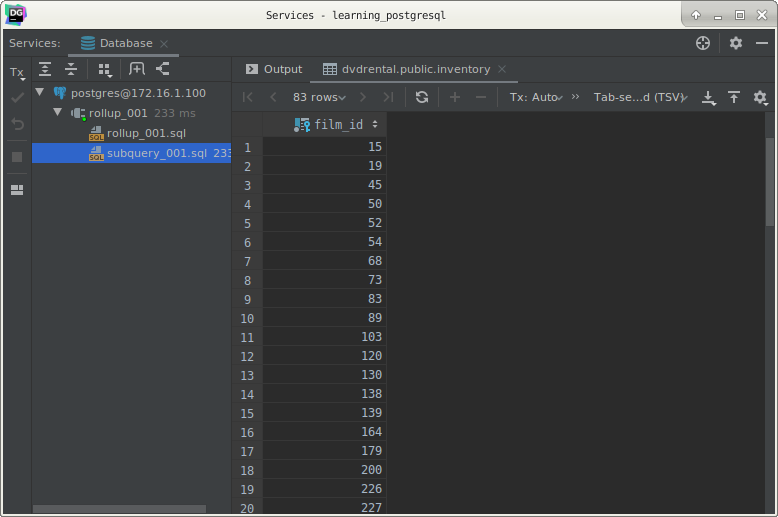 DG
Services - learning_postgresql
Services:
Database
Tx
postgres@172.16.1.100
rollup_001 233 ms
rollup_001.sql
SQL
subquery_001.sql 233
SQL
Output
dvdrental.public.inventory
83 rows
Tx: Auto
Tab-se...d (TSV)
film_id
1 15
2 19
3 45
4 50
5 52
6 54
7 68
8 73
9 83
10 89
11 103
12 120
13 130
14 138
15 139
16 164
17 179
18 200
19 226
20 227